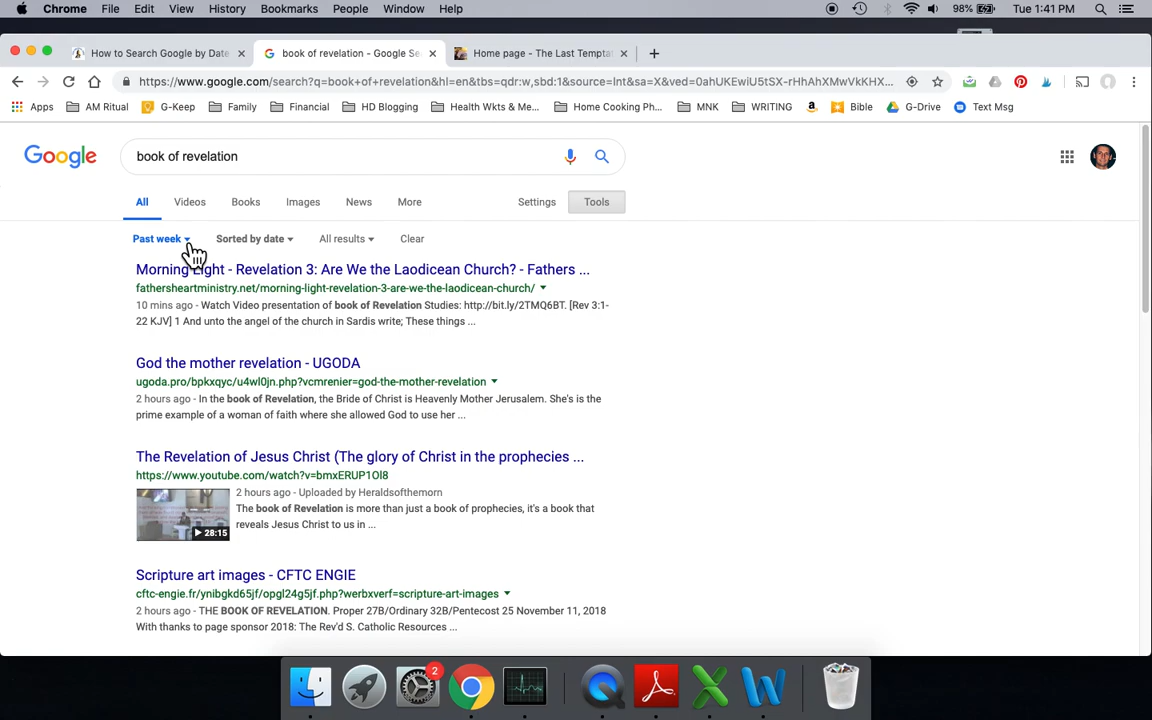 Chrome File Edit View History Bookmarks People Window Help 98% Tue 1:41 PM
How to Search Google by Date book of revelation - Google Se Home page - The Last Tempta
https://www.google.com/search?q=book+of+revelation&hl=en&tbs=qdr:w,sbd:1&source=lnt&sa=X&ved=0ahUKEwiU5tSX-rHhAhXMwVkKHX...
Apps AM Ritual G-Keep Family Financial HD Blogging Health Wkts & Me... Home Cooking Ph... MNK WRITING Bible G-Drive Text Msg
Google book of revelation
All Videos Books Images News More Settings Tools
Past week Sorted by date All results Clear
Morning Light - Revelation 3: Are We the Laodicean Church? - Fathers ...
fathersheartministry.net/morning-light-revelation-3-are-we-the-laodicean-church/
10 mins ago - Watch Video presentation of book of Revelation Studies: http://bit.ly/2TMQ6BT. [Rev 3:1-
22 KJV] 1 And unto the angel of the church in Sardis write; These things ...
God the mother revelation - UGODA
ugoda.pro/bpkxqyc/u4wl0jn.php?vcmrenier=god-the-mother-revelation
2 hours ago - In the book of Revelation, the Bride of Christ is Heavenly Mother Jerusalem. She's is the
prime example of a woman of faith where she allowed God to use her ...
The Revelation of Jesus Christ (The glory of Christ in the prophecies ...
https://www.youtube.com/watch?v=bmxERUP1Ol8
2 hours ago - Uploaded by Heraldsofthemorn
The book of Revelation is more than just a book of prophecies, it's a book that
reveals Jesus Christ to us in ...
28:15
Scripture art images - CFTC ENGIE
cftc-engie.fr/ynibgkd65jf/opgl24g5jf.php?werbxverf=scripture-art-images
2 hours ago - THE BOOK OF REVELATION. Proper 27B/Ordinary 32B/Pentecost 25 November 11, 2018
With thanks to page sponsor 2018: The Rev'd S. Catholic Resources ...
2